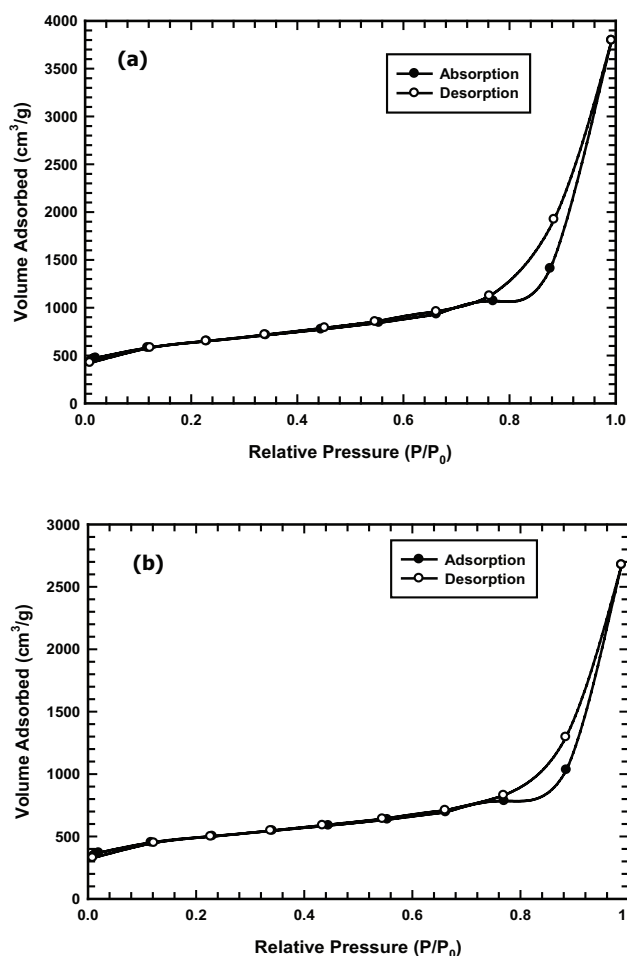 (a)
Absorption
Desorption
4000
3500
3000
2500
2000
1500
1000
500
0
Volume Adsorbed (cm³/g)
0.0 0.2 0.4 0.6 0.8 1.0
Relative Pressure (P/P₀)
(b)
Adsorption
Desorption
3000
2500
2000
1500
1000
500
0
Volume Adsorbed (cm³/g)
0.0 0.2 0.4 0.6 0.8 1
Relative Pressure (P/P₀)